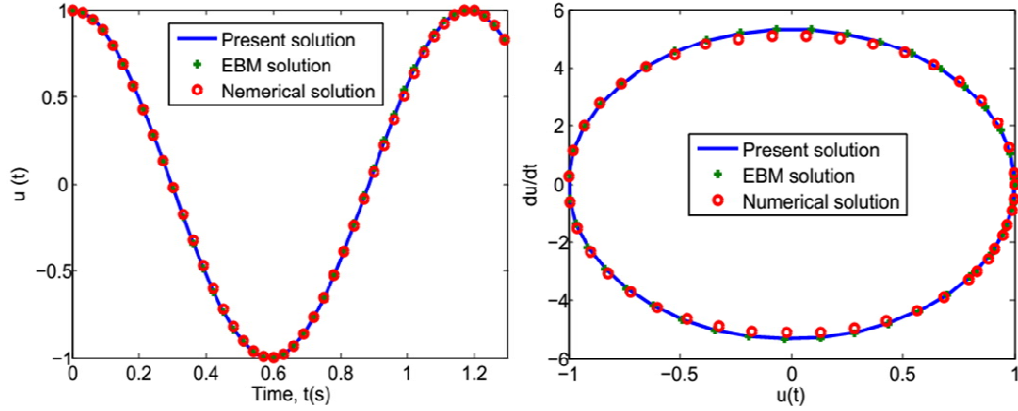 1
0.5
0
−0.5
−1
u (t)
0
0.2
0.4
0.6
0.8
1
1.2
Time, t(s)
Present solution
EBM solution
Nemerical solution
6
4
2
0
−2
−4
−6
du/dt
−1
−0.5
0
0.5
1
u(t)
Present solution
EBM solution
Numerical solution